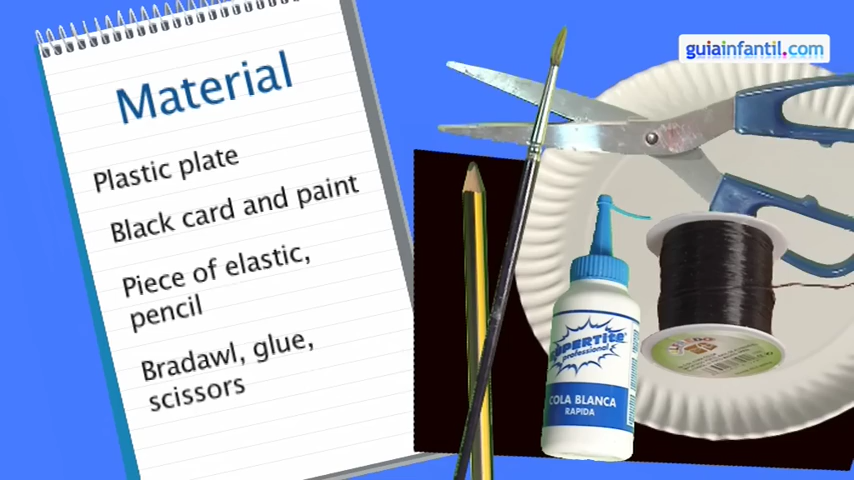 guiainfantil.com
Material
Plastic plate
Black card and paint
Piece of elastic,
pencil
Bradawl, glue,
scissors
SUPERTITE
professional
COLA BLANCA
RAPIDA